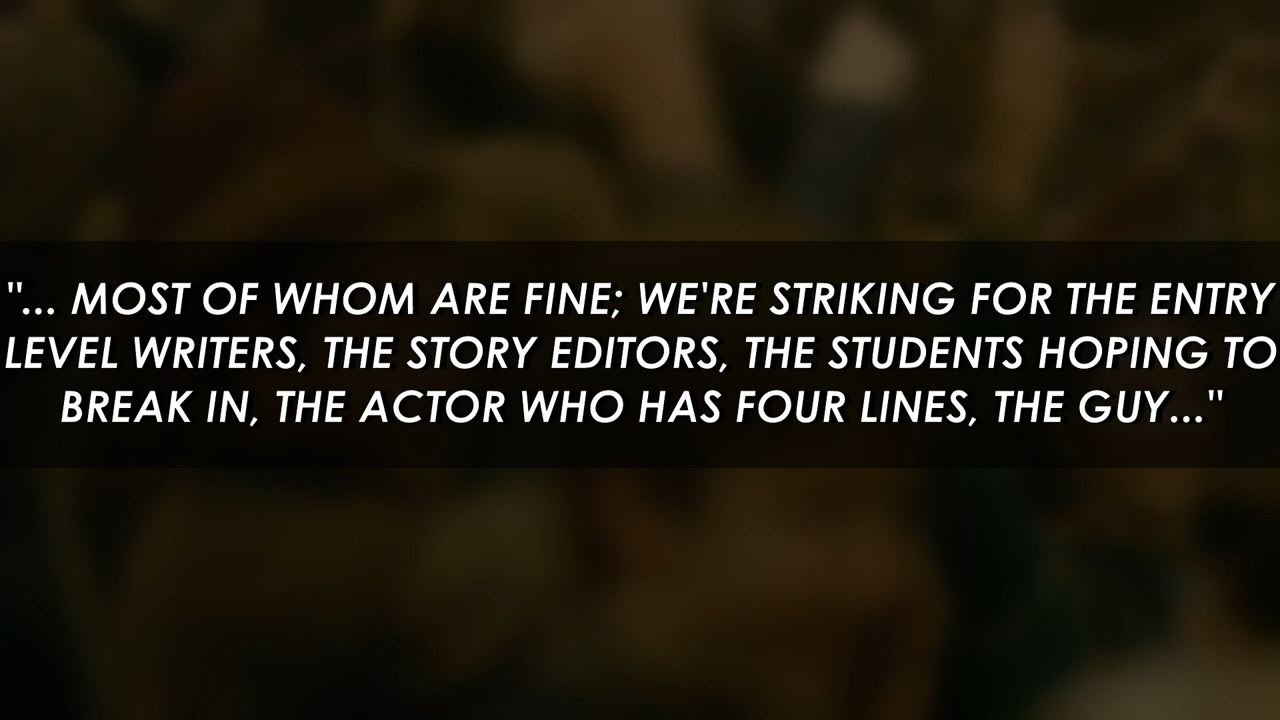 "... MOST OF WHOM ARE FINE; WE'RE STRIKING FOR THE ENTRY
LEVEL WRITERS, THE STORY EDITORS, THE STUDENTS HOPING TO
BREAK IN, THE ACTOR WHO HAS FOUR LINES, THE GUY..."